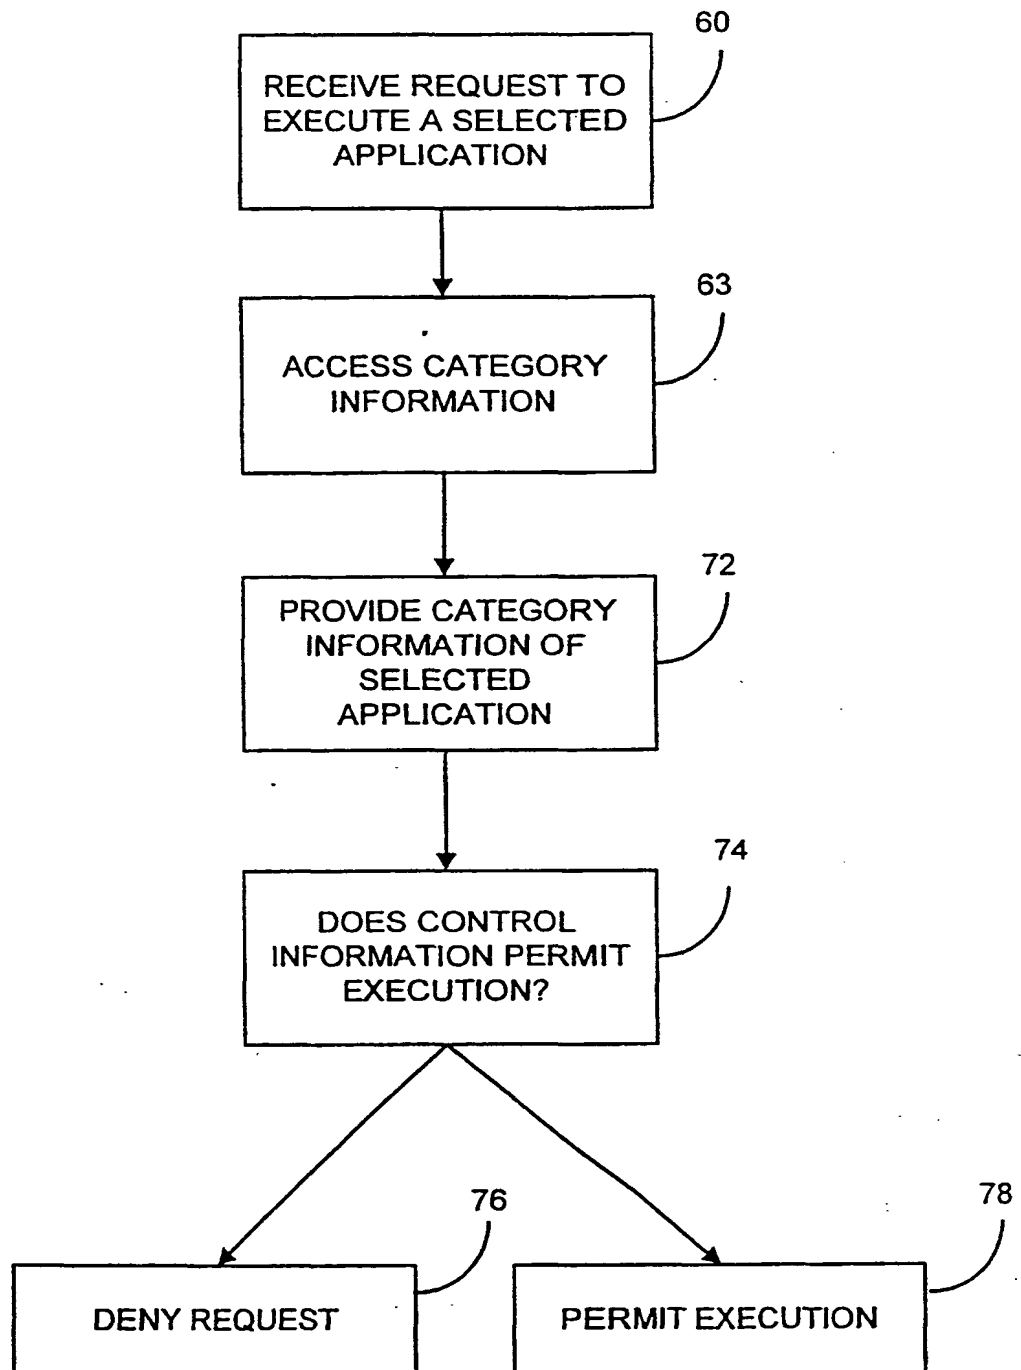 60
RECEIVE REQUEST TO
EXECUTE A SELECTED
APPLICATION
63
ACCESS CATEGORY
INFORMATION
72
PROVIDE CATEGORY
INFORMATION OF
SELECTED
APPLICATION
74
DOES CONTROL
INFORMATION PERMIT
EXECUTION?
76
DENY REQUEST
78
PERMIT EXECUTION